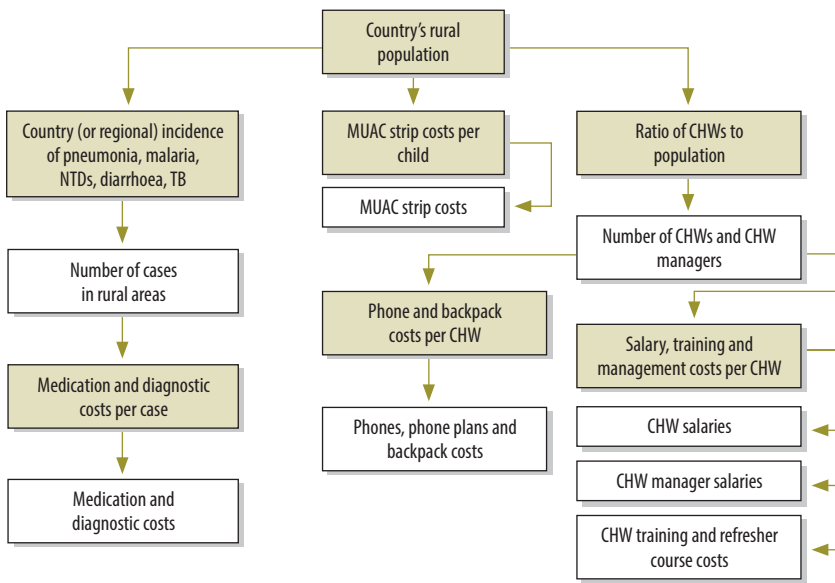 Country's rural
population
Country (or regional) incidence
of pneumonia, malaria,
NTDs, diarrhoea, TB
Number of cases
in rural areas
Medication and diagnostic
costs per case
Medication and
diagnostic costs
MUAC strip costs per
child
MUAC strip costs
Ratio of CHWs to
population
Number of CHWs and CHW
managers
Phone and backpack
costs per CHW
Phones, phone plans and
backpack costs
Salary, training and
management costs per CHW
CHW salaries
CHW manager salaries
CHW training and refresher
course costs